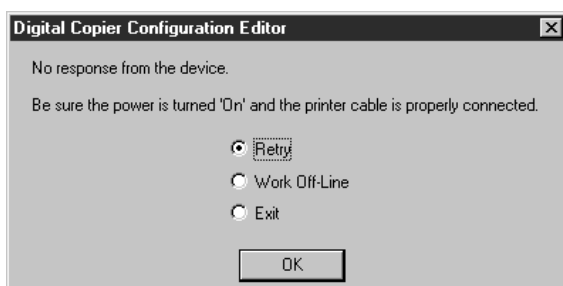 Digital Copier Configuration Editor
No response from the device.
Be sure the power is turned 'On' and the printer cable is properly connected.
Retry
Work Off-Line
Exit
OK